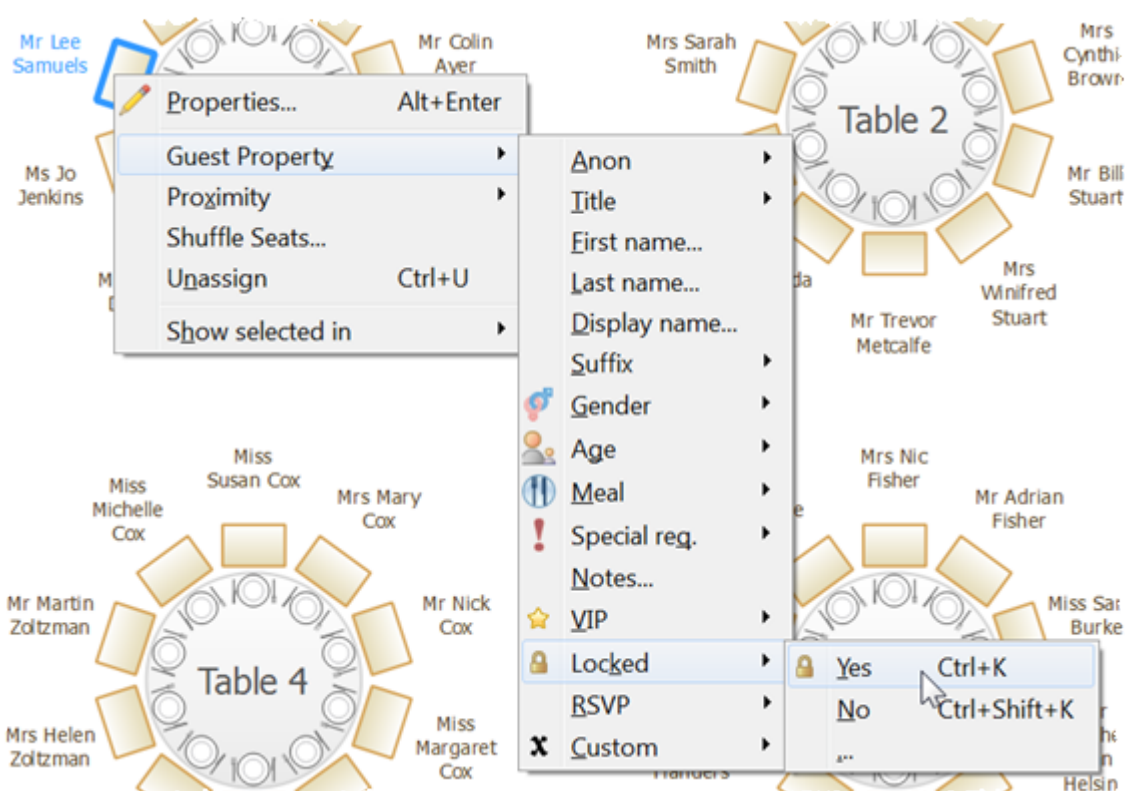 Mr Lee
Samuels
Mr Colin
Ayer
Mrs Sarah
Smith
Mrs
Table 2
Ms Jo
Jenkins
Mr Bill
Stuart
Mrs
Winifred
Stuart
Mr Trevor
Metcalfe
Properties... Alt+Enter
Guest Property
Proximity
Shuffle Seats...
Unassign Ctrl+U
Show selected in
Anon
Title
First name...
Last name...
Display name...
Suffix
Gender
Age
Meal
Special req.
Notes...
VIP
Locked
RSVP
Custom
Yes Ctrl+K
No Ctrl+Shift+K
...
Miss
Susan Cox
Miss
Michelle
Cox
Mrs Mary
Cox
Mr Martin
Zoltzman
Mr Nick
Cox
Table 4
Mrs Helen
Zoltzman
Miss
Margaret
Cox
Mrs Nic
Fisher
Mr Adrian
Fisher
Miss
Burke